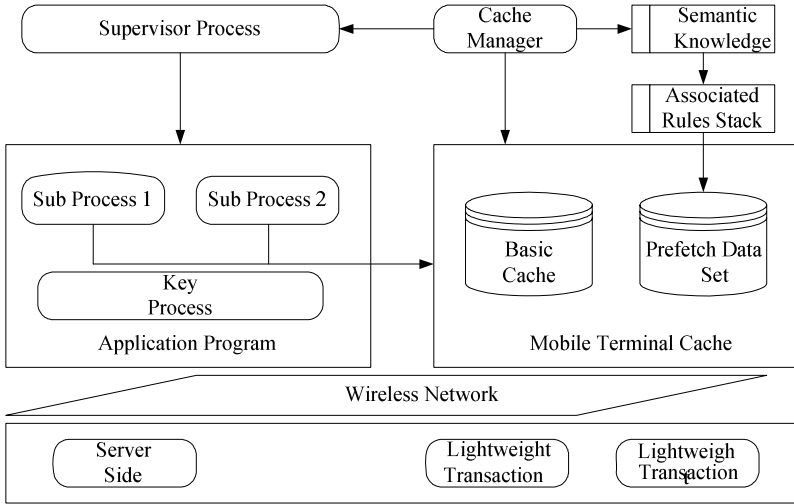 Supervisor Process
Cache
Manager
Semantic
Knowledge
Associated
Rules Stack
Sub Process 1
Sub Process 2
Key
Process
Application Program
Basic
Cache
Prefetch Data
Set
Mobile Terminal Cache
Wireless Network
Server
Side
Lightweight
Transaction
Lightweigh
t
Transaction